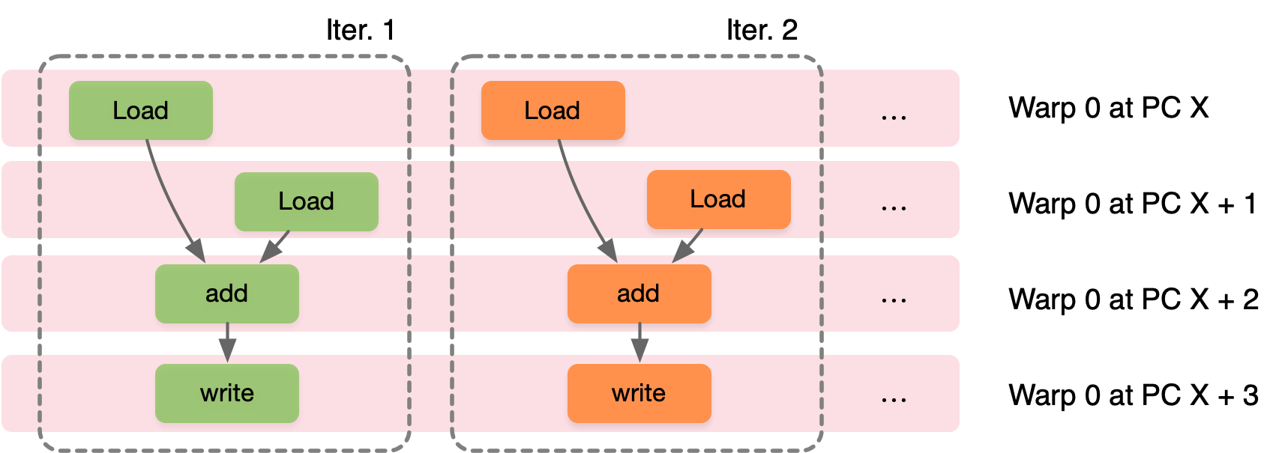 Iter. 1 Iter. 2
Load Load ... Warp 0 at PC X
Load Load ... Warp 0 at PC X + 1
add add ... Warp 0 at PC X + 2
write write ... Warp 0 at PC X + 3